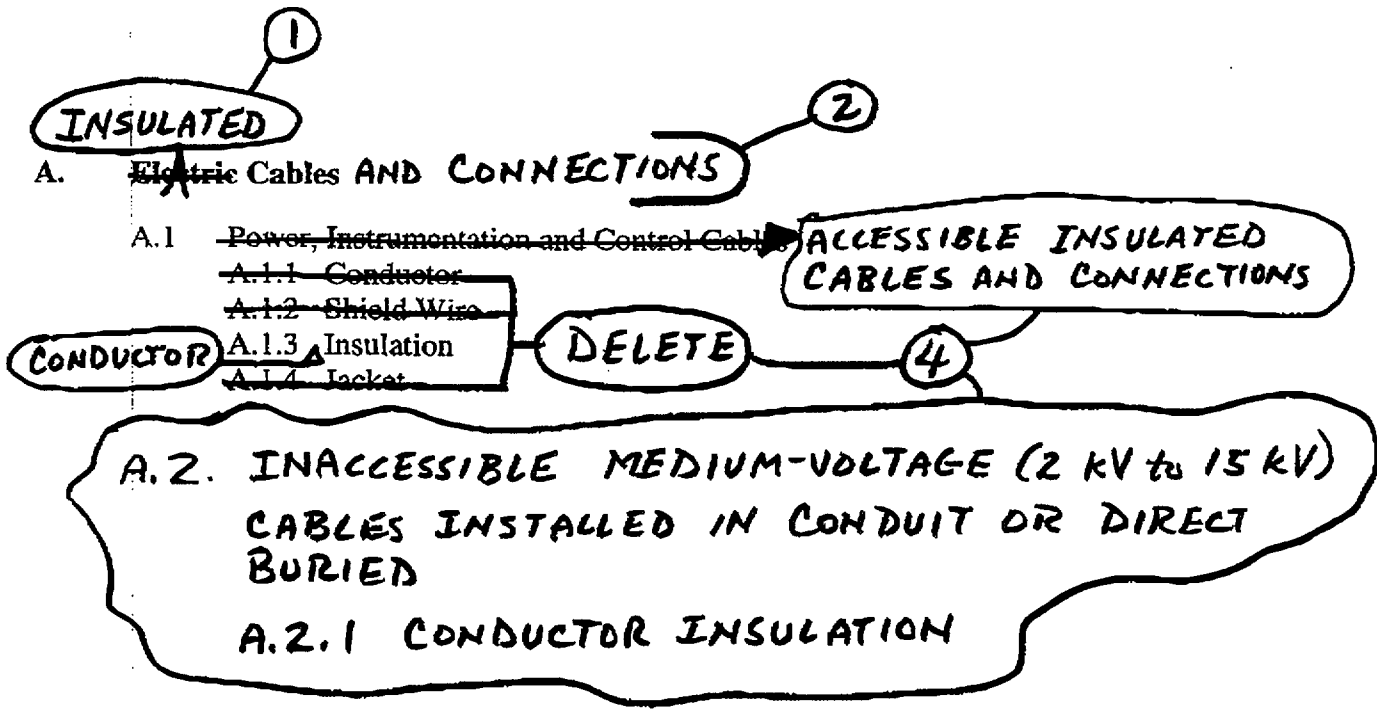 1
INSULATED
2
A. Electric Cables AND CONNECTIONS
A.1 Power, Instrumentation and Control Cables ACCESSIBLE INSULATED
CABLES AND CONNECTIONS
A.1.1 Conductor
A.1.2 Shield Wire
CONDUCTOR A.1.3 Insulation DELETE 4
A.1.4 Jacket
A.2. INACCESSIBLE MEDIUM-VOLTAGE (2 kV to 15 kV)
CABLES INSTALLED IN CONDUIT OR DIRECT
BURIED
A.2.1 CONDUCTOR INSULATION